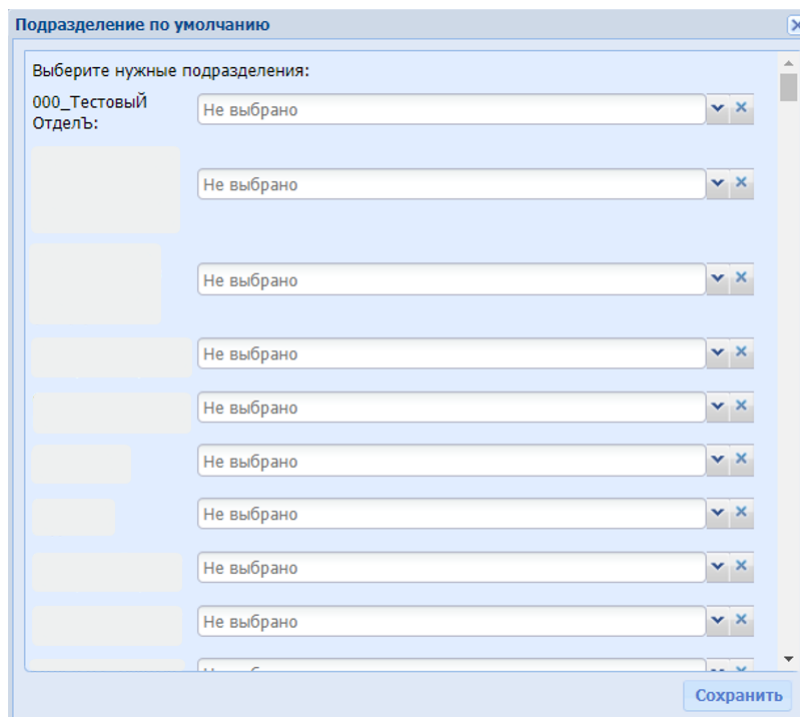 Подразделение по умолчанию
Выберите нужные подразделения:
000_ТестовыЙ
ОтделЪ:
Не выбрано
Не выбрано
Не выбрано
Не выбрано
Не выбрано
Не выбрано
Не выбрано
Не выбрано
Не выбрано
Сохранить